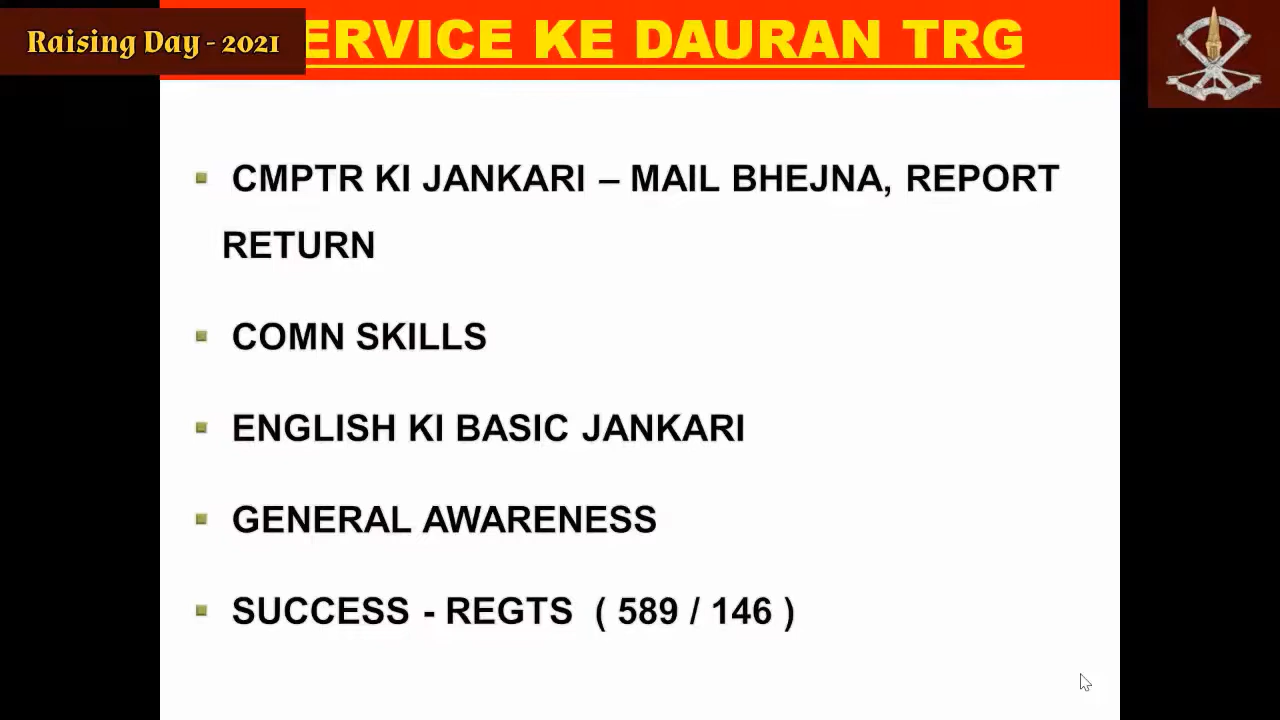 Raising Day - 2021
ERVICE KE DAURAN TRG
CMPTR KI JANKARI – MAIL BHEJNA, REPORT
RETURN
COMN SKILLS
ENGLISH KI BASIC JANKARI
GENERAL AWARENESS
SUCCESS - REGTS ( 589 / 146 )